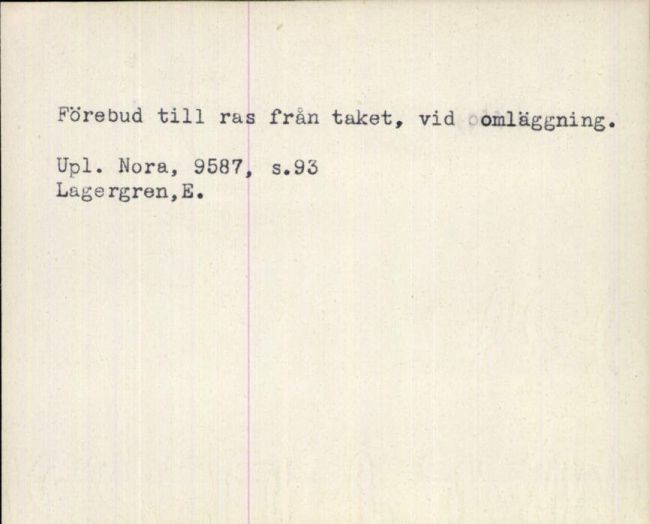 Förebud till ras från taket, vid omläggning.
Upl. Nora, 9587, s.93
Lagergren,E.